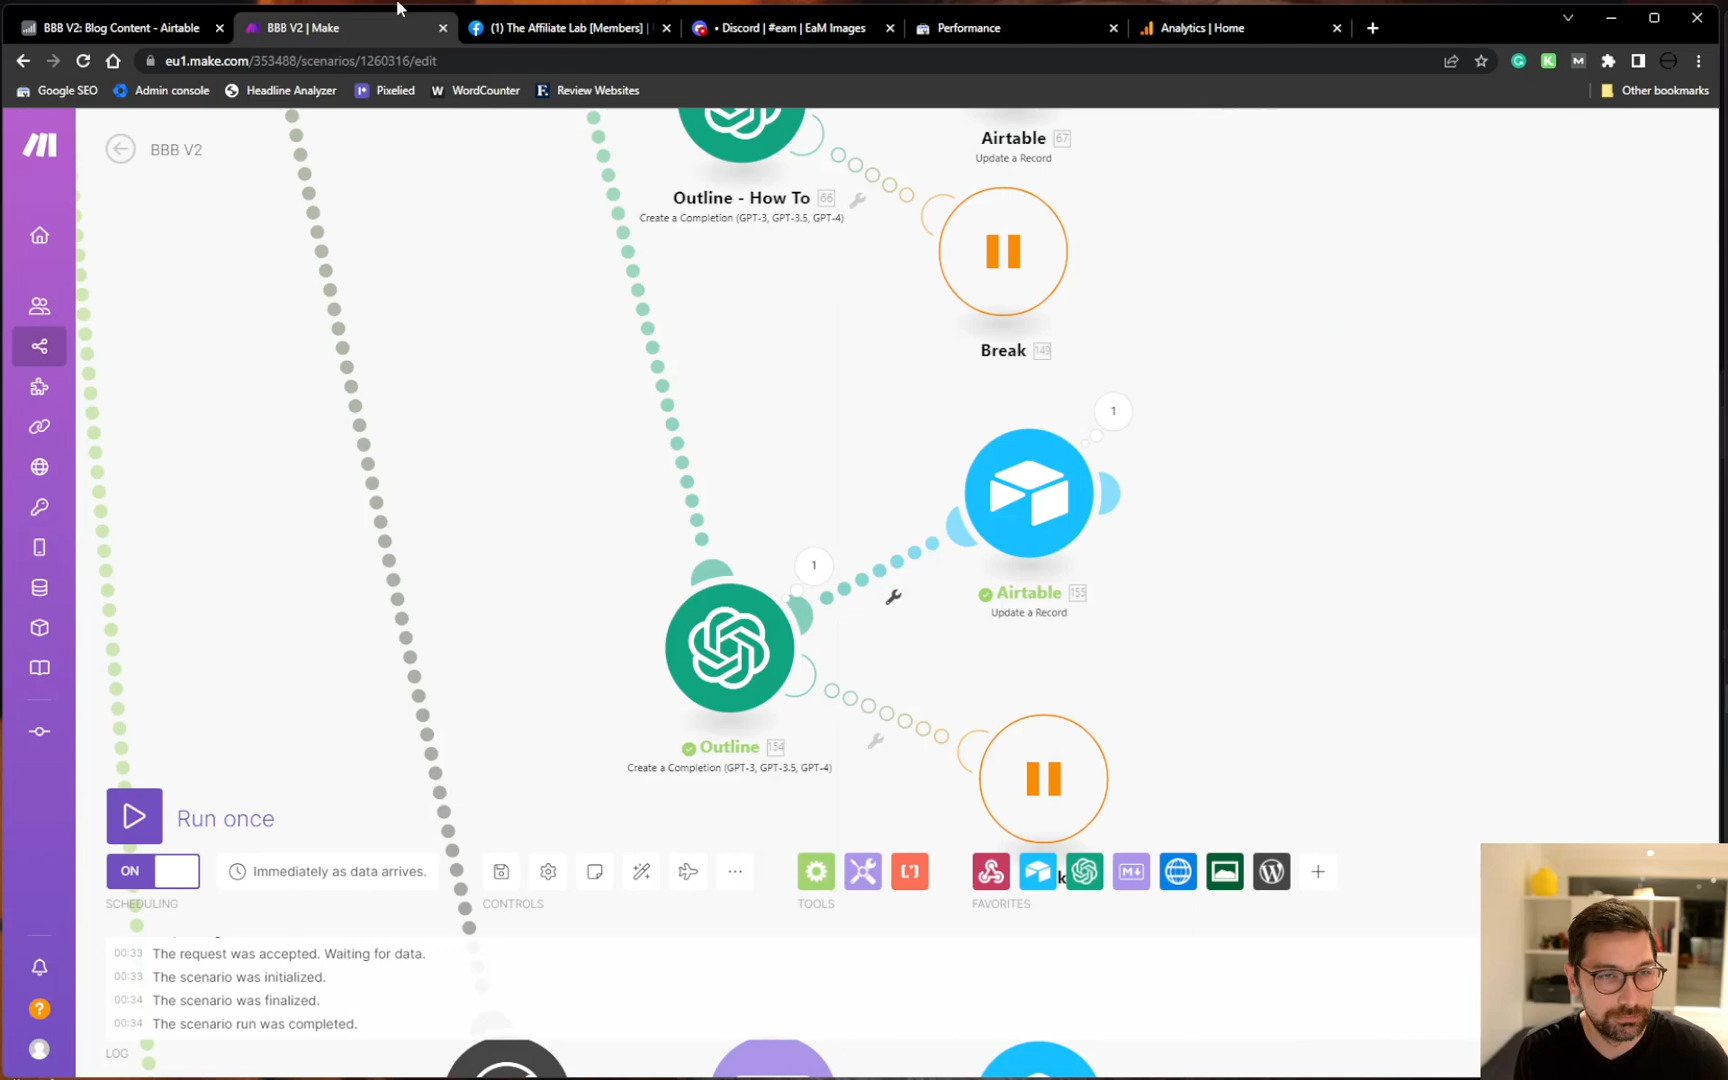 BBB V2: Blog Content - Airtable
BBB V2 | Make
(1) The Affiliate Lab [Members] |
• Discord | #eam | EaM Images
Performance
Analytics | Home
eu1.make.com/353488/scenarios/1260316/edit
Google SEO
Admin console
Headline Analyzer
Pixelied
W WordCounter
Review Websites
Other bookmarks
BBB V2
Airtable 67
Update a Record
Outline - How To 66
Create a Completion (GPT-3, GPT-3.5, GPT-4)
Break 149
1
1
Airtable 155
Update a Record
Outline 154
Create a Completion (GPT-3, GPT-3.5, GPT-4)
Run once
ON
Immediately as data arrives.
k
SCHEDULING
CONTROLS
TOOLS
FAVORITES
00:33 The request was accepted. Waiting for data.
00:33 The scenario was initialized.
00:34 The scenario was finalized.
00:34 The scenario run was completed.
LOG